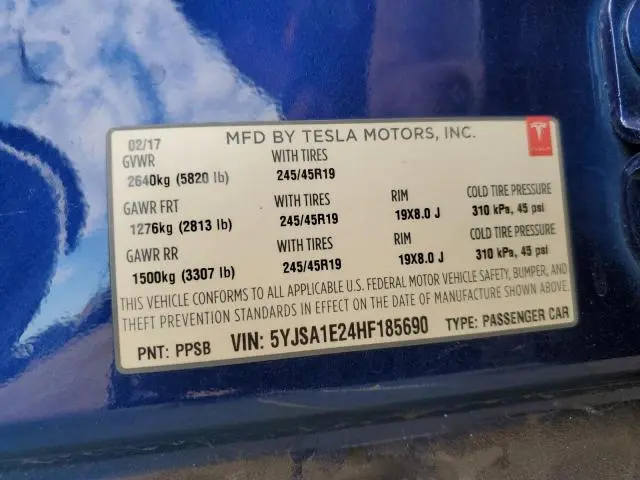 02/17 MFD BY TESLA MOTORS, INC. TESLA
GVWR WITH TIRES
2640kg (5820 lb) 245/45R19
GAWR FRT WITH TIRES RIM COLD TIRE PRESSURE
1276kg (2813 lb) 245/45R19 19X8.0 J 310 kPa, 45 psi
GAWR RR WITH TIRES RIM COLD TIRE PRESSURE
1500kg (3307 lb) 245/45R19 19X8.0 J 310 kPa, 45 psi
THIS VEHICLE CONFORMS TO ALL APPLICABLE U.S. FEDERAL MOTOR VEHICLE SAFETY, BUMPER, AND
THEFT PREVENTION STANDARDS IN EFFECT ON THE DATE OF MANUFACTURE SHOWN ABOVE.
PNT: PPSB VIN: 5YJSA1E24HF185690 TYPE: PASSENGER CAR